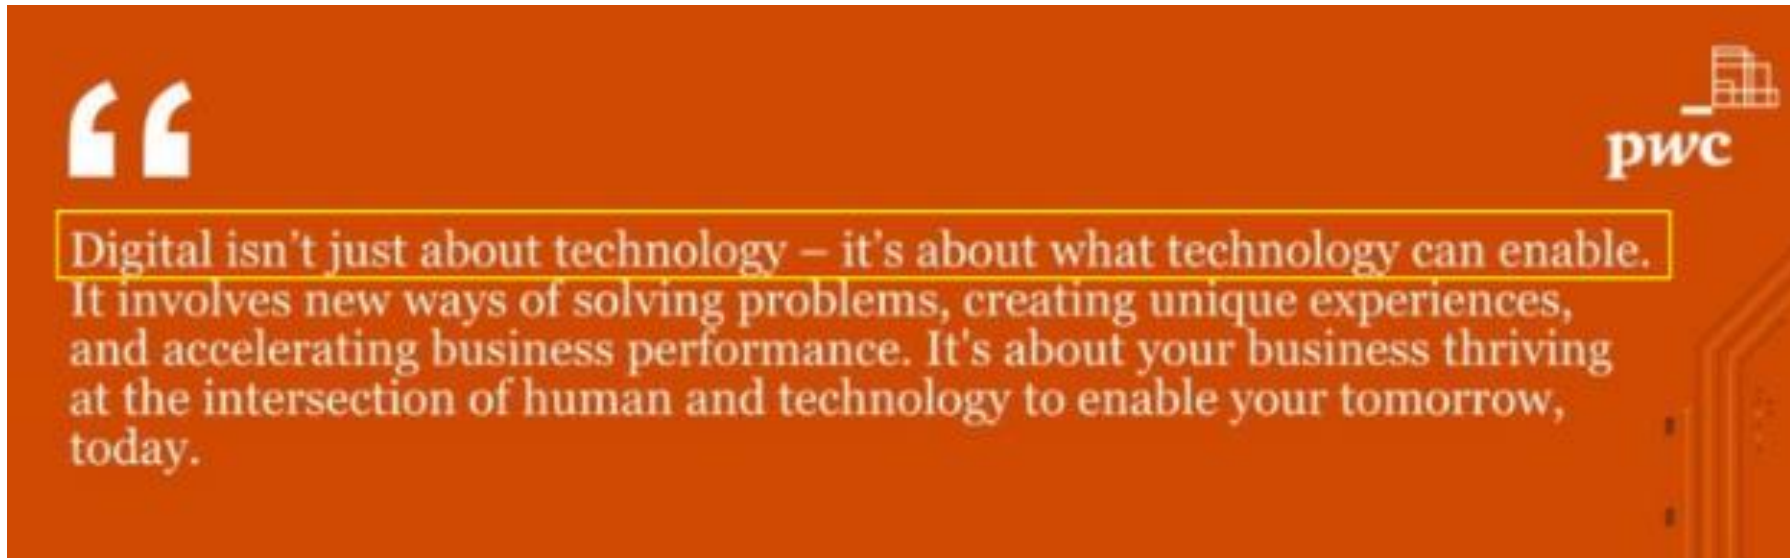 “
pwc
Digital isn’t just about technology – it’s about what technology can enable.
It involves new ways of solving problems, creating unique experiences,
and accelerating business performance. It's about your business thriving
at the intersection of human and technology to enable your tomorrow,
today.